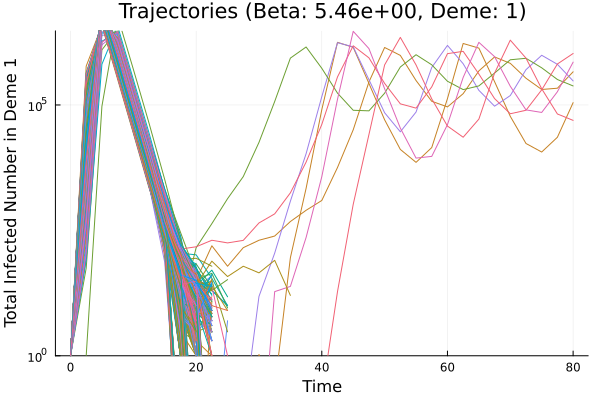 Trajectories (Beta: 5.46e+00, Deme: 1)
Total Infected Number in Deme 1
10^5
10^0
0
20
40
60
80
Time